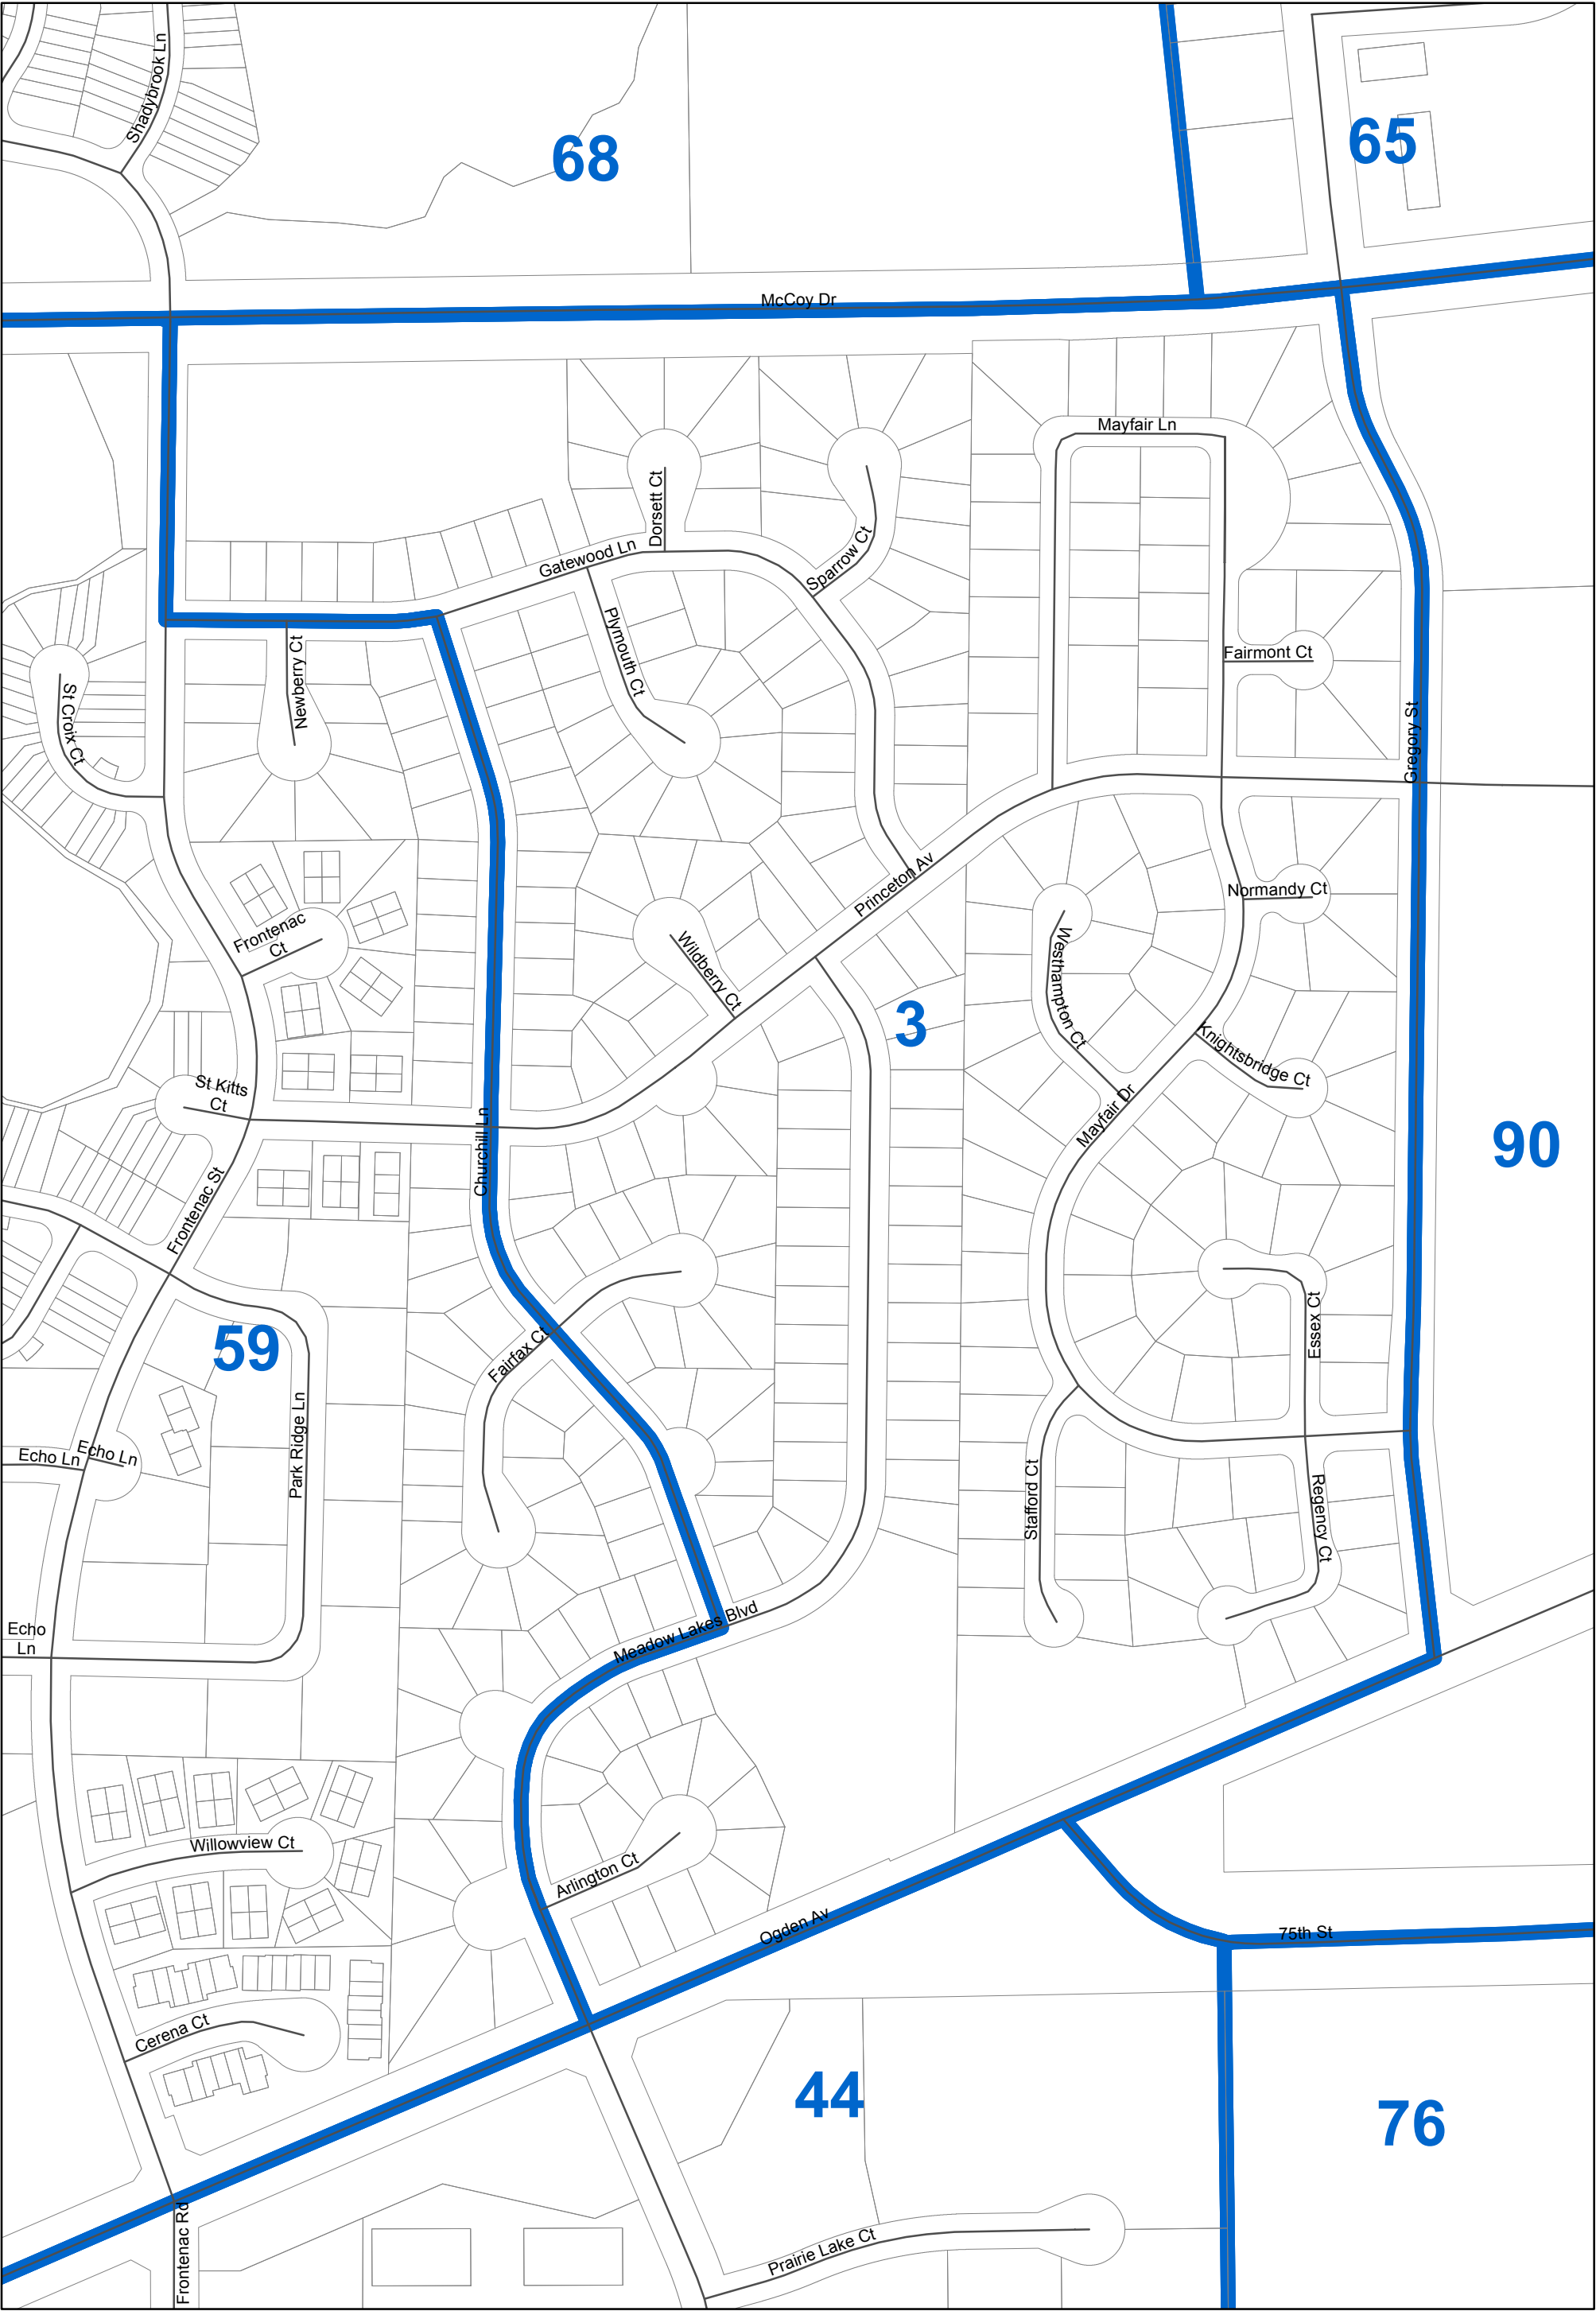 Shadybrook Ln
68
65
McCoy Dr
Mayfair Ln
Dorsett Ct
Sparrow Ct
Gatewood Ln
Plymouth Ct
Newberry Ct
Fairmont Ct
St Croix Ct
Gregory St
Princeton Av
Normandy Ct
Frontenac
Ct
Wildberry Ct
Westhampton Ct
3
Knightsbridge Ct
St Kitts
Ct
Mayfair Dr
Churchill Ln
90
Frontenac St
59
Fairfax Ct
Essex Ct
Park Ridge Ln
Echo Ln
Echo Ln
Stafford Ct
Regency Ct
Echo
Ln
Meadow Lakes Blvd
Willowview Ct
Arlington Ct
Ogden Av
75th St
Cerena Ct
44
76
Frontenac Rd
Prairie Lake Ct